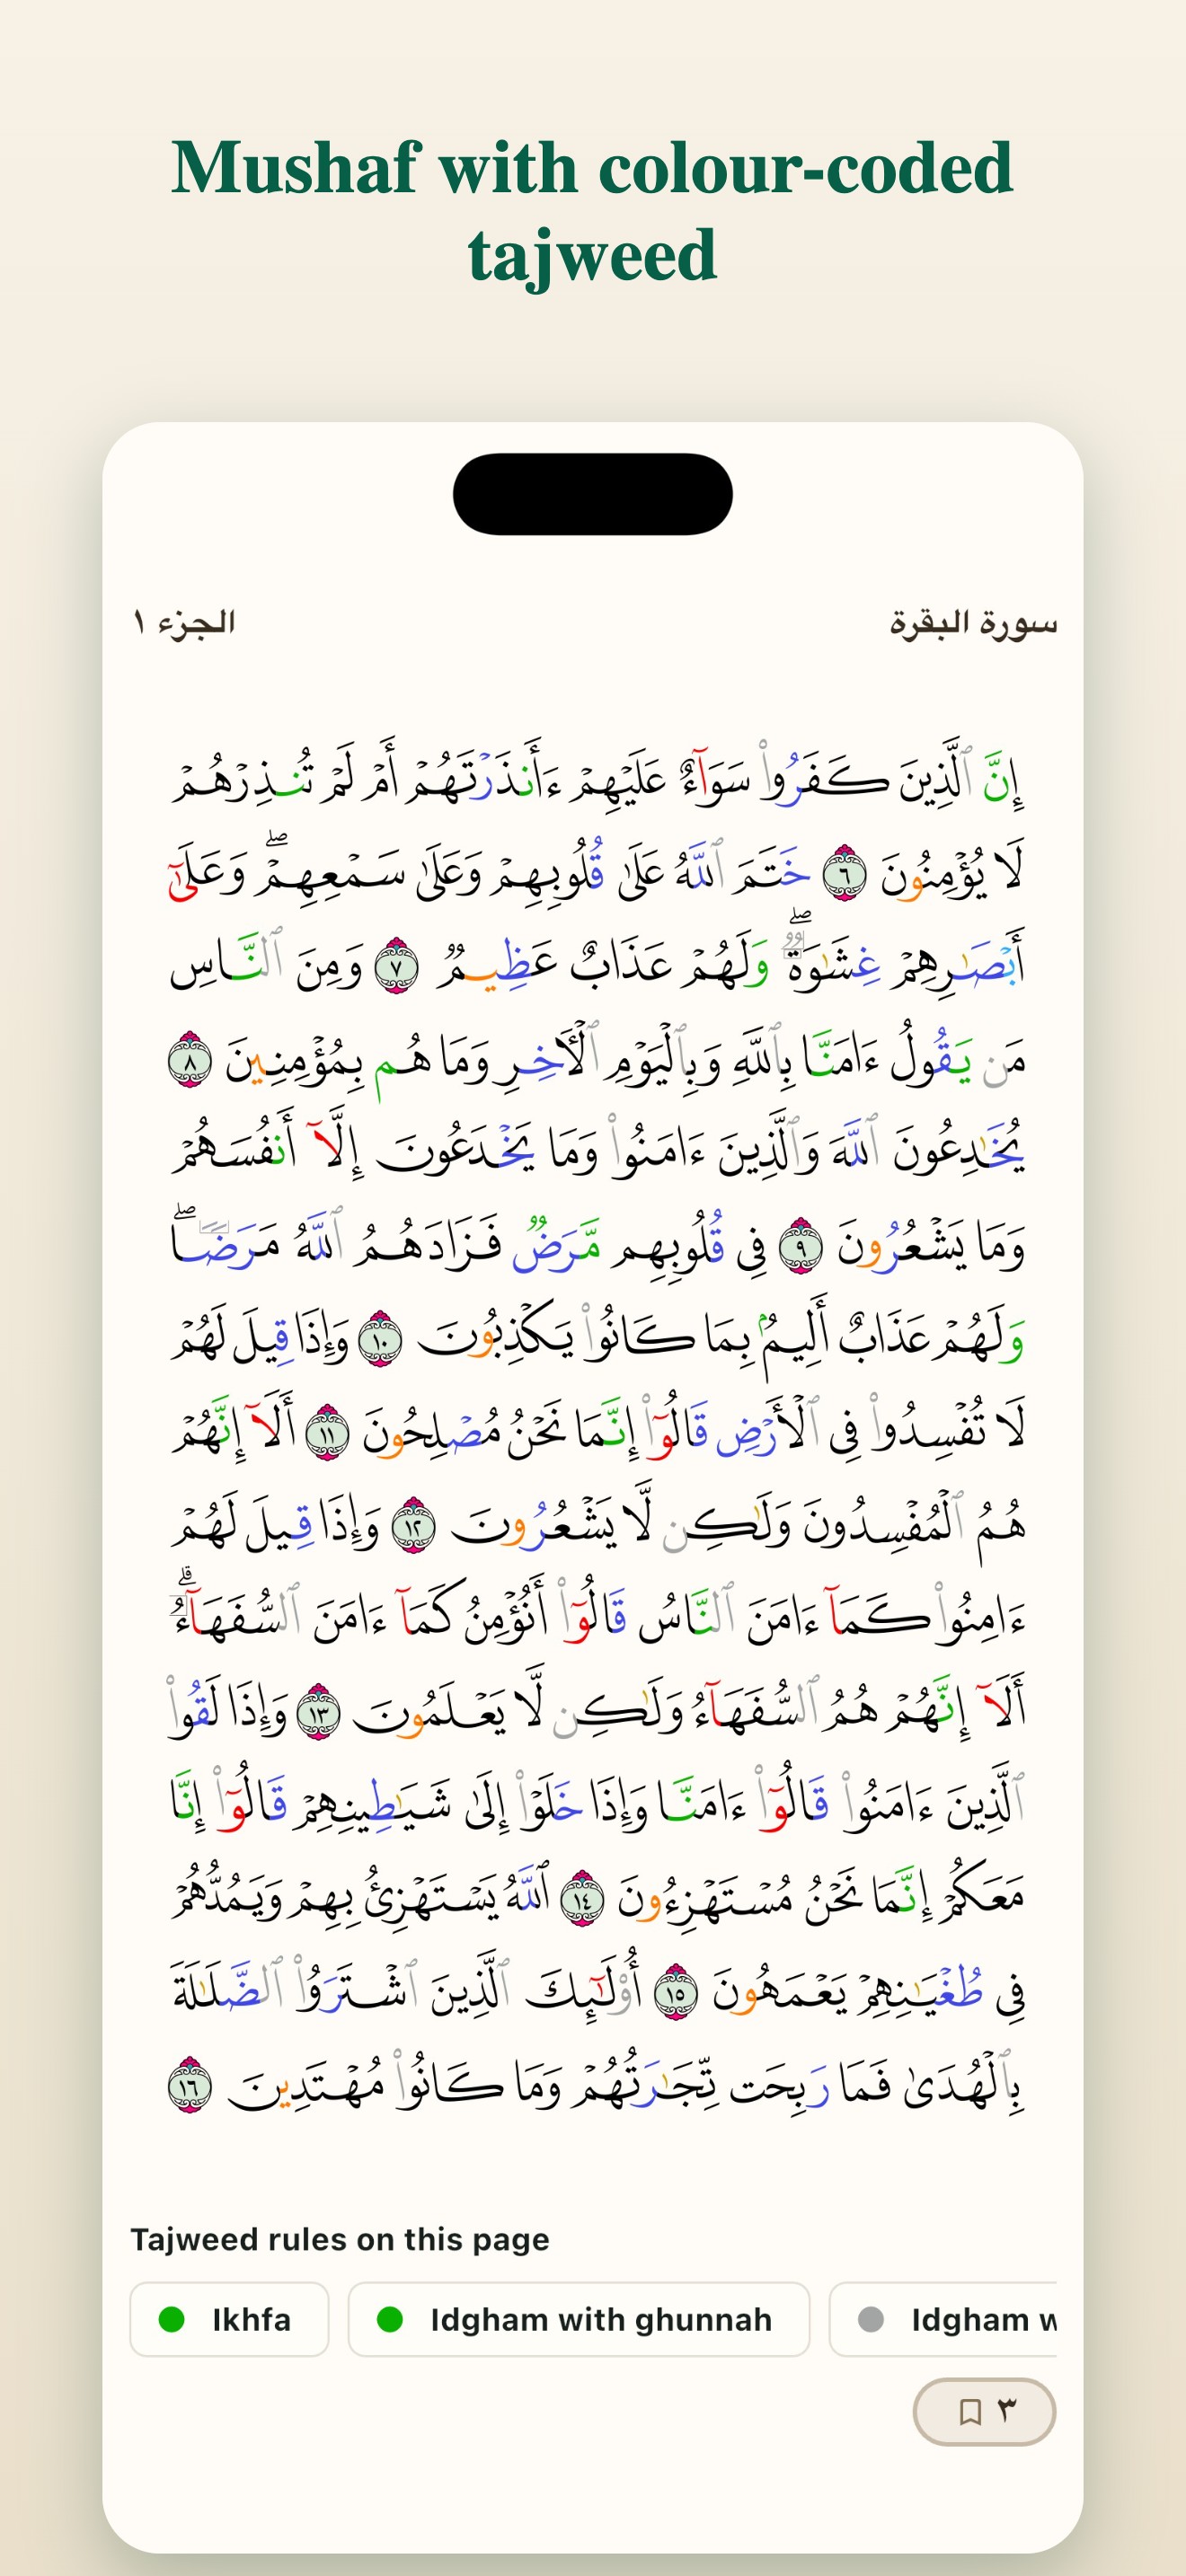 Mushaf with colour-coded
tajweed
سورة البقرة
الجزء ١
إِنَّ ٱلَّذِينَ كَفَرُوا۟ سَوَآءٌ عَلَيْهِمْ ءَأَنذَرْتَهُمْ أَمْ لَمْ تُنذِرْهُمْ
لَا يُؤْمِنُونَ ٦ خَتَمَ ٱللَّهُ عَلَىٰ قُلُوبِهِمْ وَعَلَىٰ سَمْعِهِمْ ۖ وَعَلَىٰٓ
أَبْصَـٰرِهِمْ غِشَـٰوَةٌ ۖ وَلَهُمْ عَذَابٌ عَظِيمٌ ٧ وَمِنَ ٱلنَّاسِ
مَن يَقُولُ ءَامَنَّا بِٱللَّهِ وَبِٱلْيَوْمِ ٱلْـَٔاخِرِ وَمَا هُم بِمُؤْمِنِينَ ٨
يُخَـٰدِعُونَ ٱللَّهَ وَٱلَّذِينَ ءَامَنُوا۟ وَمَا يَخْدَعُونَ إِلَّآ أَنفُسَهُمْ
وَمَا يَشْعُرُونَ ٩ فِى قُلُوبِهِم مَّرَضٌ فَزَادَهُمُ ٱللَّهُ مَرَضًا ۖ
وَلَهُمْ عَذَابٌ أَلِيمٌۢ بِمَا كَانُوا۟ يَكْذِبُونَ ١٠ وَإِذَا قِيلَ لَهُمْ
لَا تُفْسِدُوا۟ فِى ٱلْأَرْضِ قَالُوٓا۟ إِنَّمَا نَحْنُ مُصْلِحُونَ ١١ أَلَآ إِنَّهُمْ
هُمُ ٱلْمُفْسِدُونَ وَلَـٰكِن لَّا يَشْعُرُونَ ١٢ وَإِذَا قِيلَ لَهُمْ
ءَامِنُوا۟ كَمَآ ءَامَنَ ٱلنَّاسُ قَالُوٓا۟ أَنُؤْمِنُ كَمَآ ءَامَنَ ٱلسُّفَهَآءُ ۗ
أَلَآ إِنَّهُمْ هُمُ ٱلسُّفَهَآءُ وَلَـٰكِن لَّا يَعْلَمُونَ ١٣ وَإِذَا لَقُوا۟
ٱلَّذِينَ ءَامَنُوا۟ قَالُوٓا۟ ءَامَنَّا وَإِذَا خَلَوْا۟ إِلَىٰ شَيَـٰطِينِهِمْ قَالُوٓا۟ إِنَّا
مَعَكُمْ إِنَّمَا نَحْنُ مُسْتَهْزِءُونَ ١٤ ٱللَّهُ يَسْتَهْزِئُ بِهِمْ وَيَمُدُّهُمْ
فِى طُغْيَـٰنِهِمْ يَعْمَهُونَ ١٥ أُو۟لَـٰٓئِكَ ٱلَّذِينَ ٱشْتَرَوُا۟ ٱلضَّلَـٰلَةَ
بِٱلْهُدَىٰ فَمَا رَبِحَت تِّجَـٰرَتُهُمْ وَمَا كَانُوا۟ مُهْتَدِينَ ١٦
Tajweed rules on this page
Ikhfa
Idgham with ghunnah
Idgham
٣